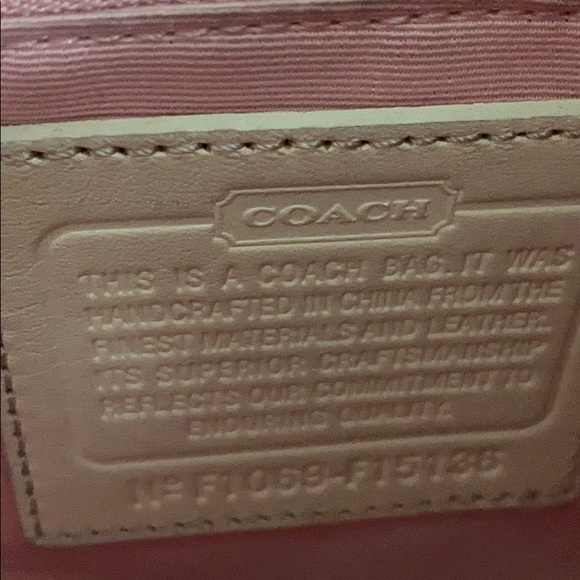 COACH
THIS IS A COACH BAG. IT WAS
HANDCRAFTED IN CHINA FROM THE
FINEST MATERIALS AND LEATHER.
ITS SUPERIOR CRAFTSMANSHIP
REFLECTS OUR COMMITMENT TO
ENDURING QUALITY.
Nº F1069-F15138